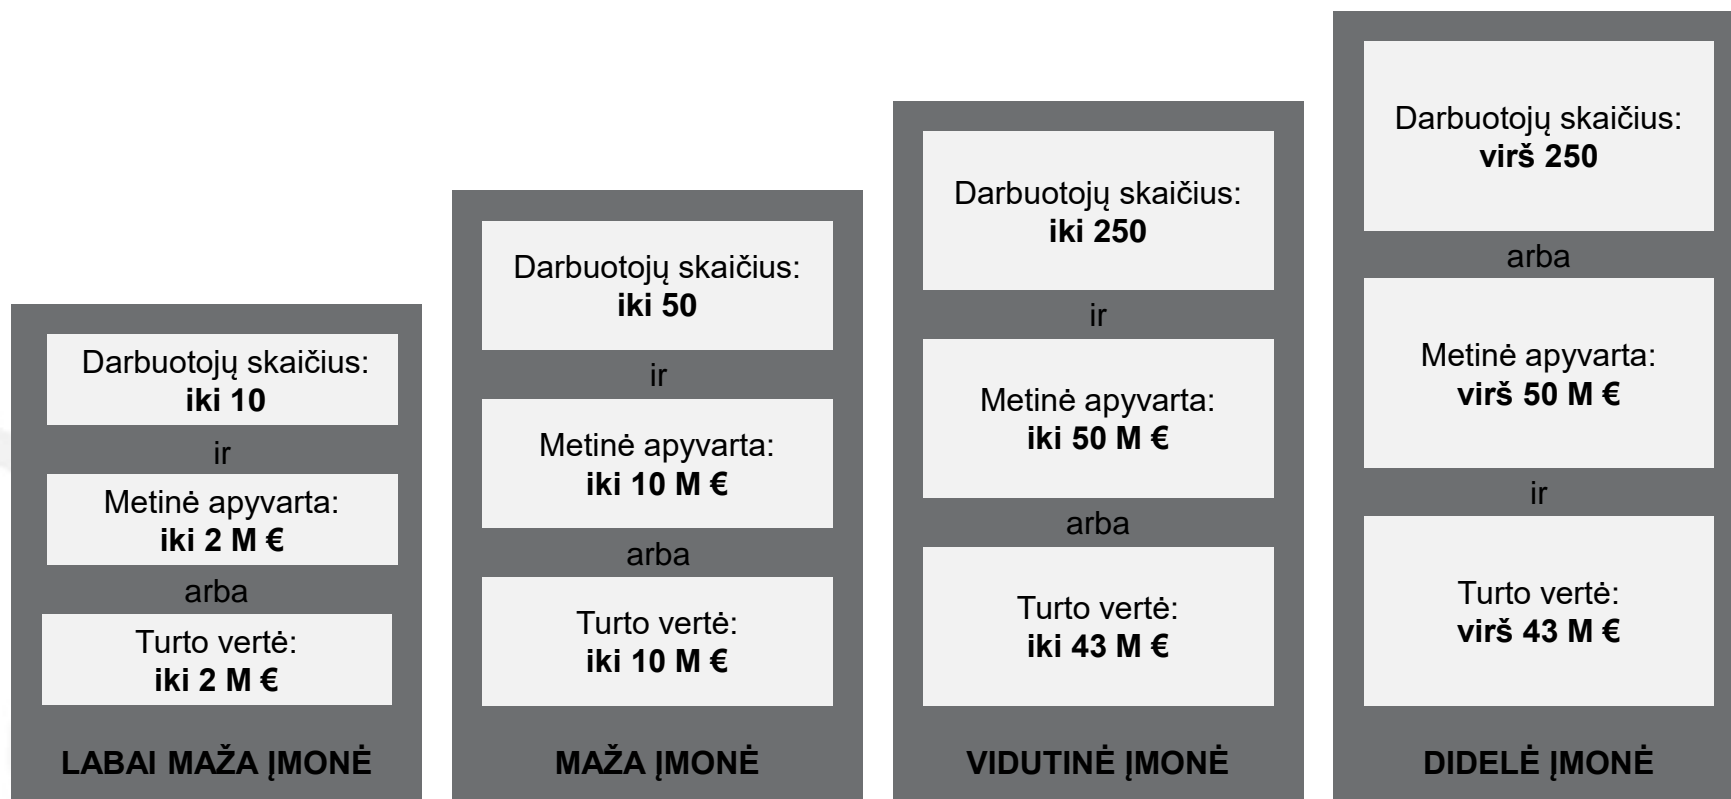 Darbuotojų skaičius:
iki 10
ir
Metinė apyvarta:
iki 2 M €
arba
Turto vertė:
iki 2 M €
LABAI MAŽA ĮMONĖ
Darbuotojų skaičius:
iki 50
ir
Metinė apyvarta:
iki 10 M €
arba
Turto vertė:
iki 10 M €
MAŽA ĮMONĖ
Darbuotojų skaičius:
iki 250
ir
Metinė apyvarta:
iki 50 M €
arba
Turto vertė:
iki 43 M €
VIDUTINĖ ĮMONĖ
Darbuotojų skaičius:
virš 250
arba
Metinė apyvarta:
virš 50 M €
ir
Turto vertė:
virš 43 M €
DIDELĖ ĮMONĖ